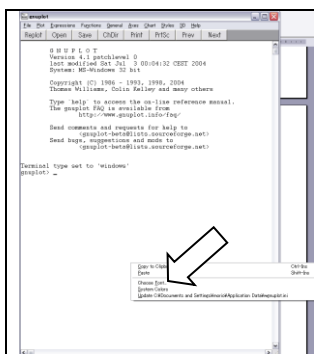 gnuplot
File Plot Expressions Functions General Axes Chart Styles 3D Help
Replot Open Save ChDir Print PrtSc Prev Next
G N U P L O T
Version 4.1 patchlevel 0
last modified Sat Jul 3 00:04:32 CEST 2004
System: MS-Windows 32 bit
Copyright (C) 1986 - 1993, 1998, 2004
Thomas Williams, Colin Kelley and many others
Type `help` to access the on-line reference manual.
The gnuplot FAQ is available from
http://www.gnuplot.info/faq/
Send comments and requests for help to
<gnuplot-beta@lists.sourceforge.net>
Send bugs, suggestions and mods to
<gnuplot-beta@lists.sourceforge.net>
Terminal type set to 'windows'
gnuplot> _
Copy to Ctrl-Ins
Paste Shift-Ins
Choose Font...
System Colors
Update C:¥Documents and